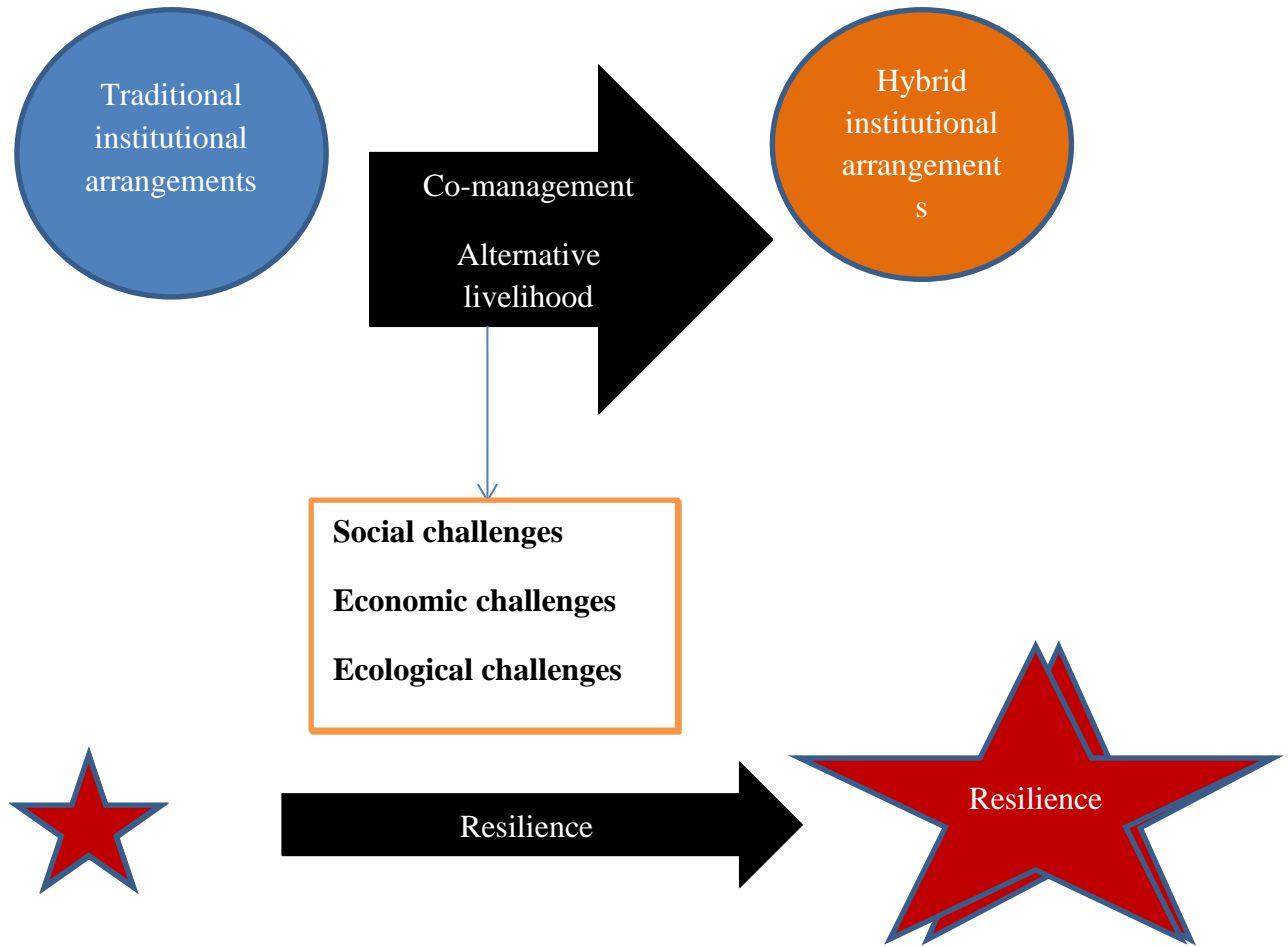 Traditional
institutional
arrangements
Co-management
Alternative
livelihood
Hybrid
institutional
arrangement
s
Social challenges
Economic challenges
Ecological challenges
Resilience
Resilience